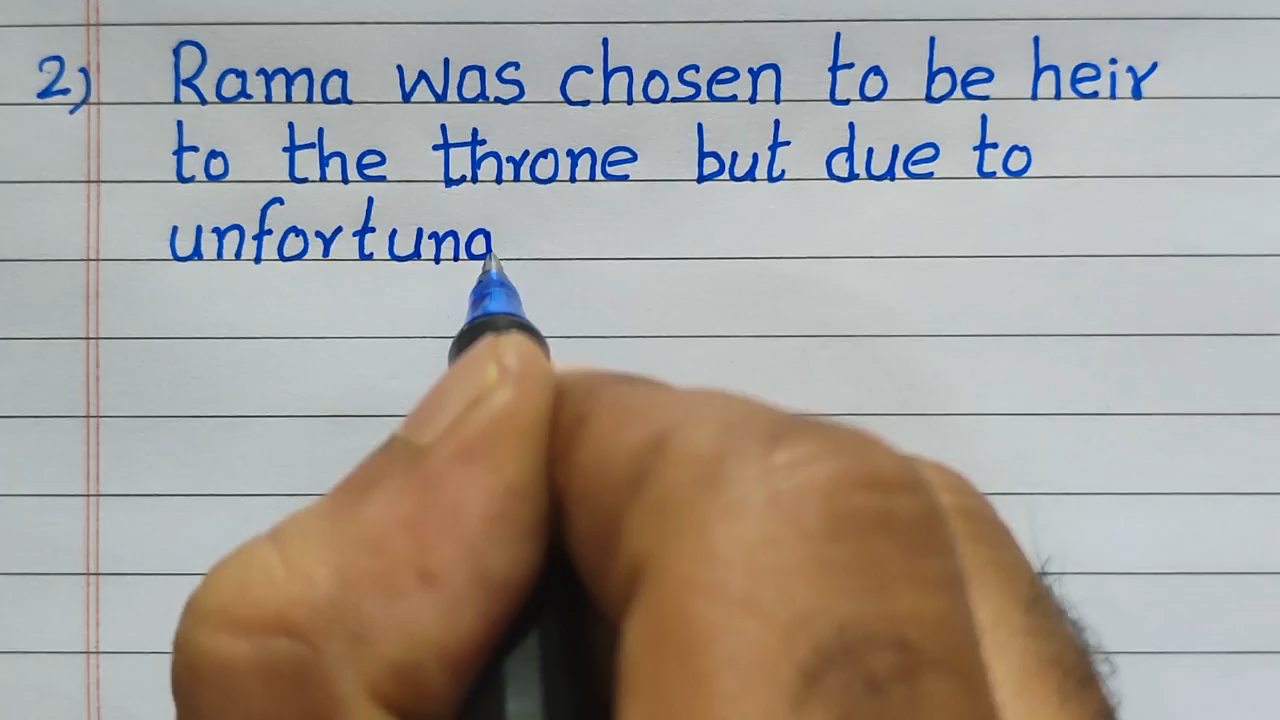 2) Rama was chosen to be heir
to the throne but due to
unfortuna